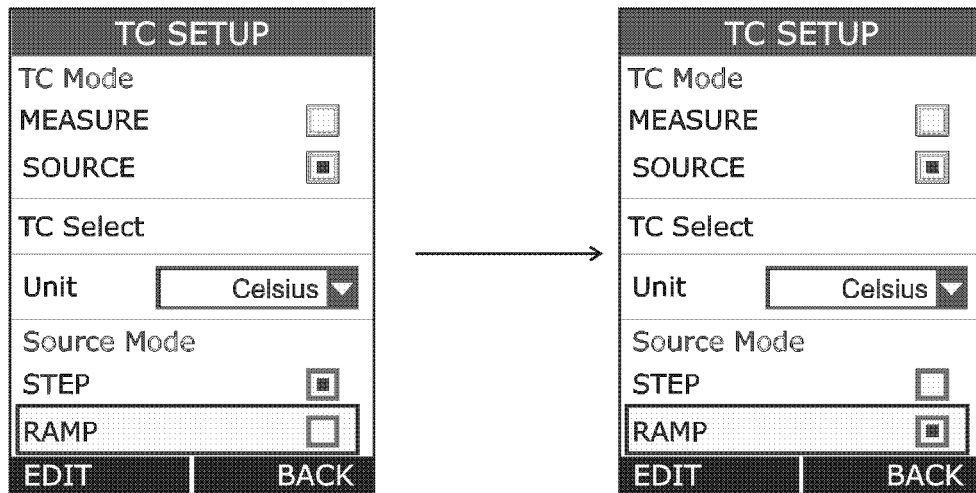 TC SETUP
TC Mode
MEASURE
SOURCE
TC Select
Unit Celsius
Source Mode
STEP
RAMP
EDIT BACK
TC SETUP
TC Mode
MEASURE
SOURCE
TC Select
Unit Celsius
Source Mode
STEP
RAMP
EDIT BACK